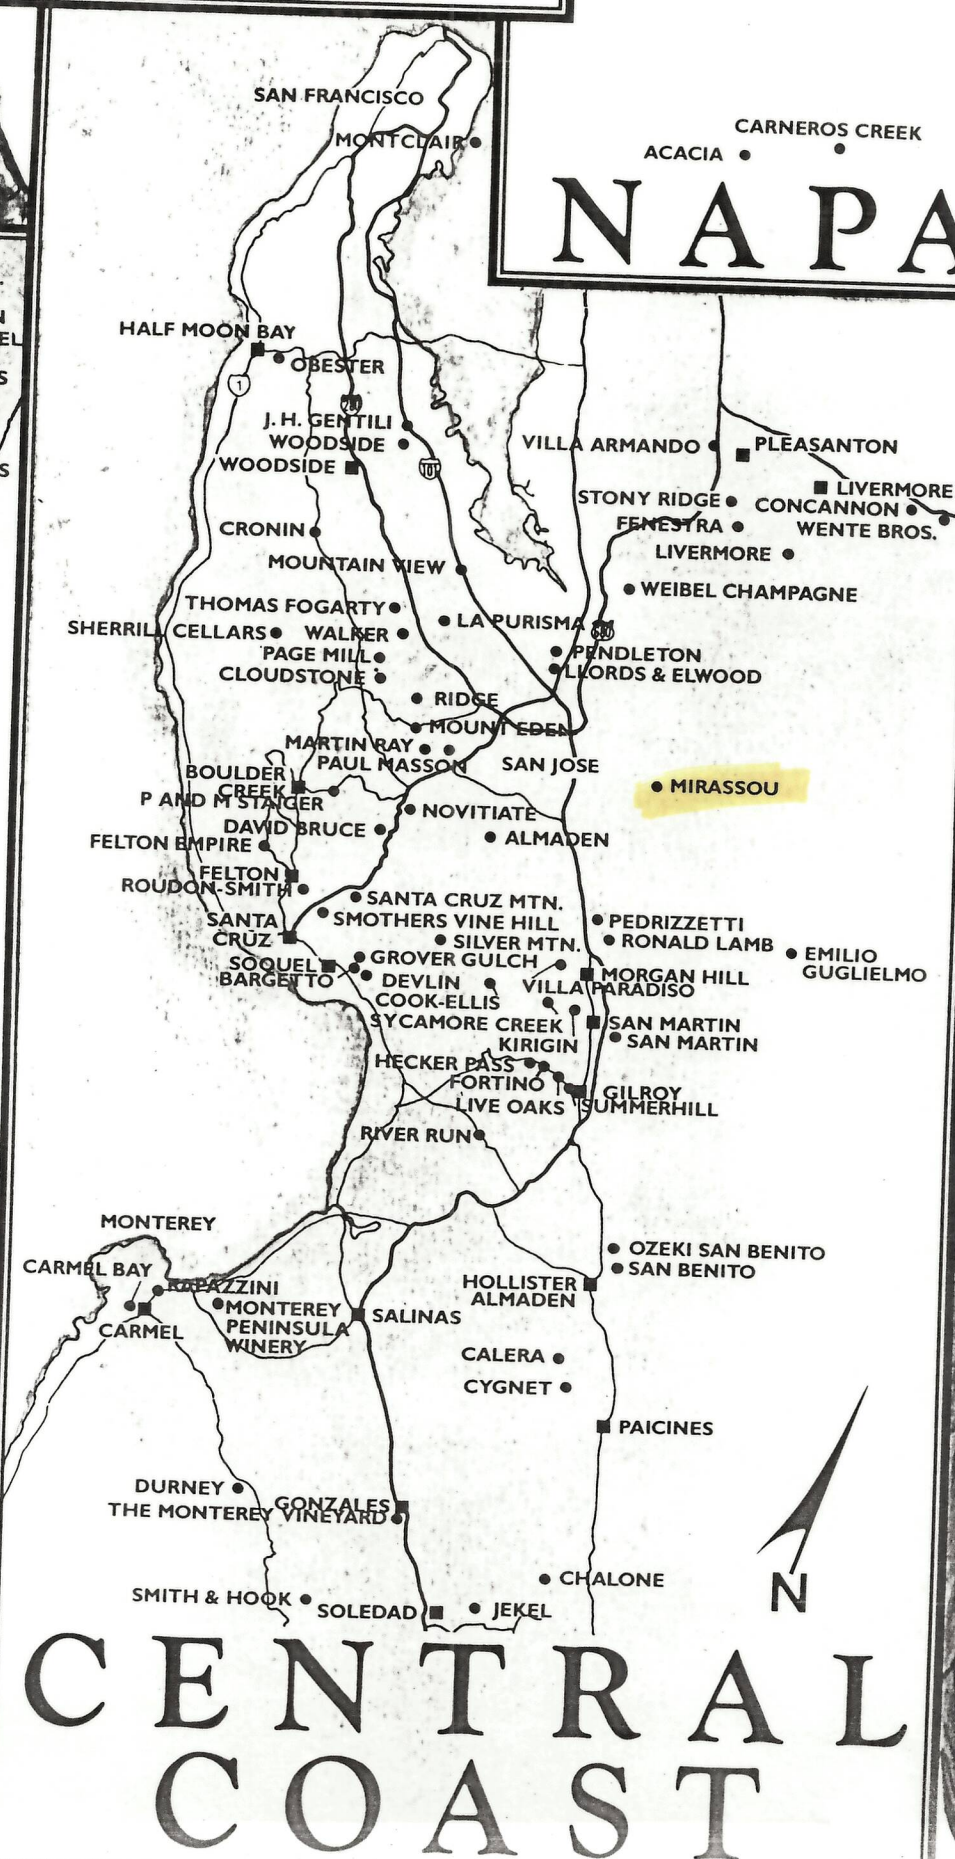 SAN FRANCISCO
MONTCLAIR
CARNEROS CREEK
ACACIA
NAPA
HALF MOON BAY
OBESTER
1
J. H. GENTILI
WOODSIDE
WOODSIDE
101
VILLA ARMANDO
PLEASANTON
LIVERMORE
STONY RIDGE
CONCANNON
FENESTRA
WENTE BROS.
CRONIN
LIVERMORE
MOUNTAIN VIEW
WEIBEL CHAMPAGNE
THOMAS FOGARTY
LA PURISMA
680
SHERRILL CELLARS
WALKER
PAGE MILL
PENDLETON
CLOUDSTONE
LLORDS & ELWOOD
RIDGE
MOUNT EDEN
MARTIN RAY
PAUL MASSON
SAN JOSE
BOULDER
CREEK
MIRASSOU
P AND M STAIGER
NOVITIATE
DAVID BRUCE
ALMADEN
FELTON EMPIRE
FELTON
ROUDON-SMITH
SANTA CRUZ MTN.
SANTA
CRUZ
SMOTHERS VINE HILL
PEDRIZZETTI
SILVER MTN.
RONALD LAMB
EMILIO
GUGLIELMO
SOQUEL
GROVER GULCH
BARGETTO
DEVLIN
VILLA PARADISO
MORGAN HILL
COOK-ELLIS
SYCAMORE CREEK
SAN MARTIN
KIRIGIN
SAN MARTIN
HECKER PASS
FORTINO
GILROY
LIVE OAKS
SUMMERHILL
RIVER RUN
MONTEREY
OZEKI SAN BENITO
CARMEL BAY
SAN BENITO
RAPAZZINI
HOLLISTER
ALMADEN
MONTEREY
PENINSULA
WINERY
SALINAS
CARMEL
CALERA
CYGNET
PAICINES
DURNEY
GONZALES
THE MONTEREY VINEYARD
CHALONE
N
SMITH & HOOK
SOLEDAD
JEKEL
CENTRAL
COAST